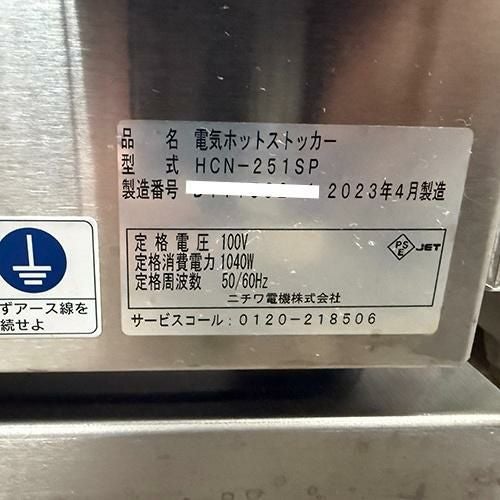 品 名 電気ホットストッカー
型 式 HCN-251SP
製造番号 2023年4月製造
定格電圧 100V
定格消費電力 1040W
定格周波数 50/60Hz
PSE JET
ニチワ電機株式会社
サービスコール:0120-218506
ずアース線を
続せよ